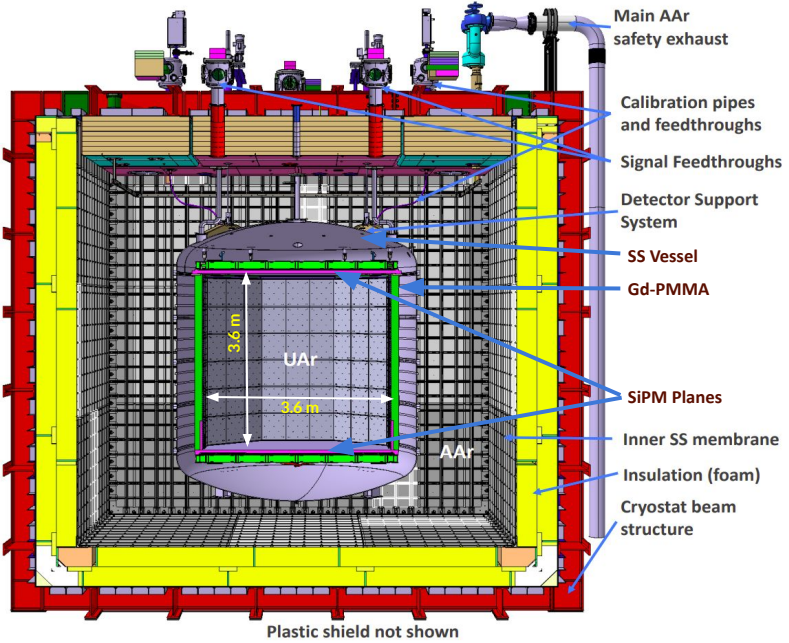 Main AAr
safety exhaust
Calibration pipes
and feedthroughs
Signal Feedthroughs
Detector Support
System
SS Vessel
Gd-PMMA
3.6 m
UAr
3.6 m
SiPM Planes
Inner SS membrane
AAr
Insulation (foam)
Cryostat beam
structure
Plastic shield not shown